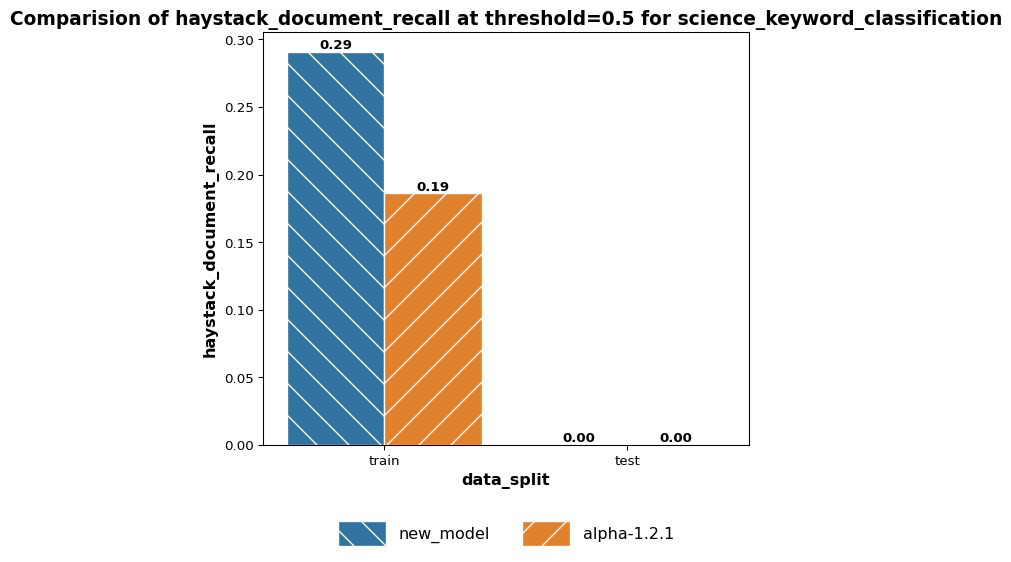 Comparision of haystack_document_recall at threshold=0.5 for science_keyword_classification
0.30
0.25
0.20
0.15
0.10
0.05
0.00
haystack_document_recall
0.29
0.19
0.00
0.00
train
test
data_split
new_model
alpha-1.2.1